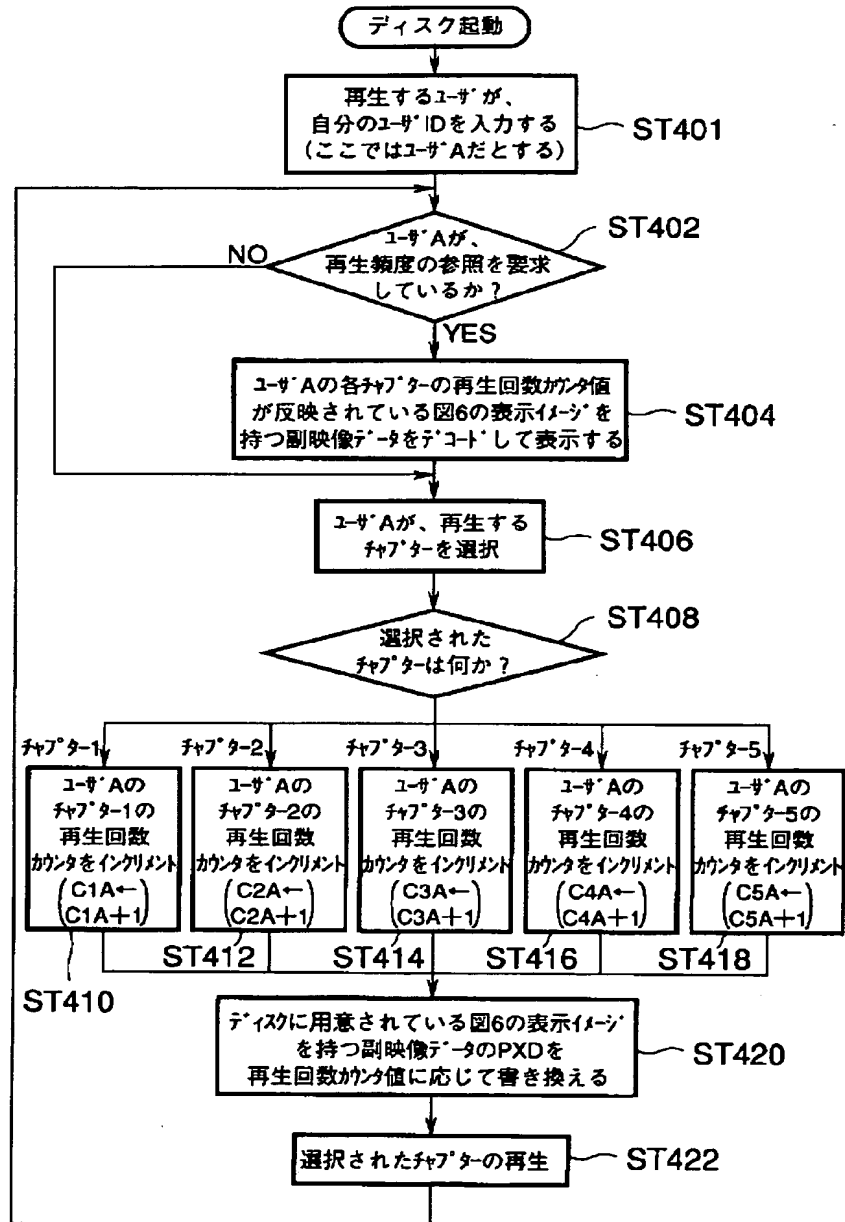 ディスク起動
再生するﾕｰｻﾞが、
自分のﾕｰｻﾞIDを入力する
(ここではﾕｰｻﾞAだとする)
ST401
ST402
ﾕｰｻﾞAが、
再生頻度の参照を要求
しているか？
NO
YES
ﾕｰｻﾞAの各ﾁｬﾌﾟﾀｰの再生回数ｶｳﾝﾀ値
が反映されている図6の表示ｲﾒｰｼﾞを
持つ副映像ﾃﾞｰﾀをﾃﾞｺｰﾄﾞして表示する
ST404
ﾕｰｻﾞAが、再生する
ﾁｬﾌﾟﾀｰを選択
ST406
ST408
選択された
ﾁｬﾌﾟﾀｰは何か？
ﾁｬﾌﾟﾀｰ1
ﾕｰｻﾞAの
ﾁｬﾌﾟﾀｰ1の
再生回数
ｶｳﾝﾀをｲﾝｸﾘﾒﾝﾄ
(C1A←
C1A+1)
ST410
ﾁｬﾌﾟﾀｰ2
ﾕｰｻﾞAの
ﾁｬﾌﾟﾀｰ2の
再生回数
ｶｳﾝﾀをｲﾝｸﾘﾒﾝﾄ
(C2A←
C2A+1)
ST412
ﾁｬﾌﾟﾀｰ3
ﾕｰｻﾞAの
ﾁｬﾌﾟﾀｰ3の
再生回数
ｶｳﾝﾀをｲﾝｸﾘﾒﾝﾄ
(C3A←
C3A+1)
ST414
ﾁｬﾌﾟﾀｰ4
ﾕｰｻﾞAの
ﾁｬﾌﾟﾀｰ4の
再生回数
ｶｳﾝﾀをｲﾝｸﾘﾒﾝﾄ
(C4A←
C4A+1)
ST416
ﾁｬﾌﾟﾀｰ5
ﾕｰｻﾞAの
ﾁｬﾌﾟﾀｰ5の
再生回数
ｶｳﾝﾀをｲﾝｸﾘﾒﾝﾄ
(C5A←
C5A+1)
ST418
ﾃﾞｨｽｸに用意されている図6の表示ｲﾒｰｼﾞ
を持つ副映像ﾃﾞｰﾀのPXDを
再生回数ｶｳﾝﾀ値に応じて書き換える
ST420
選択されたﾁｬﾌﾟﾀｰの再生
ST422